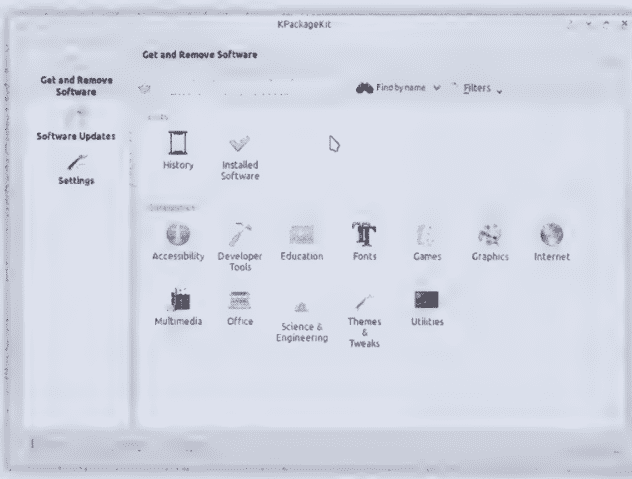 KPackageKit
Get and Remove Software
Get and Remove
Software
Find by name
Filters
Software Updates
Settings
History
Installed
Software
Accessibility
Developer
Tools
Education
Fonts
Games
Graphics
Internet
Multimedia
Office
Science &
Engineering
Themes
&
Tweaks
Utilities